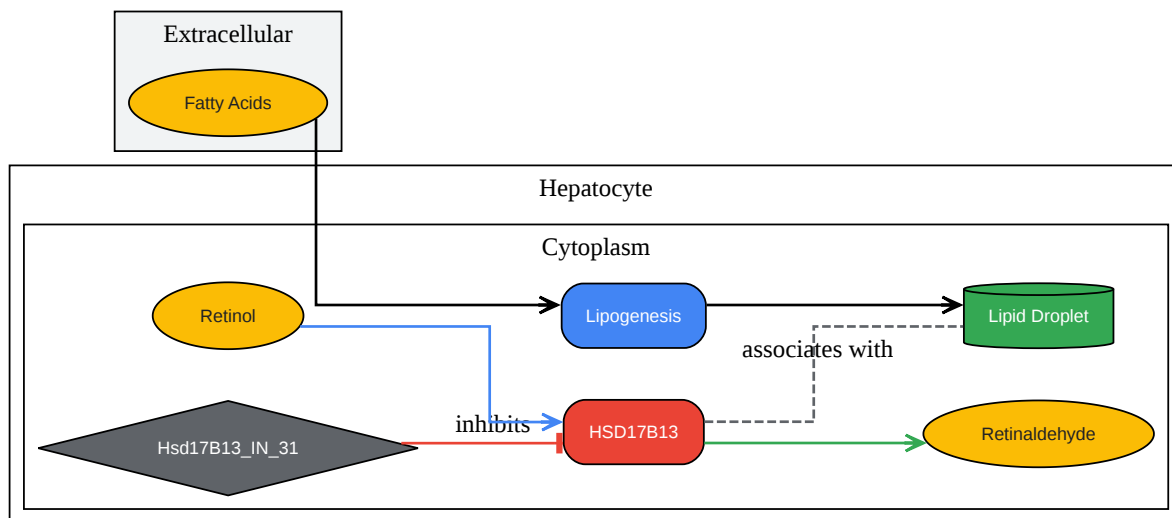 Extracellular
Fatty Acids
Hepatocyte
Cytoplasm
Retinol
Lipogenesis
Lipid Droplet
associates with
inhibits
Hsd17B13_IN_31
HSD17B13
Retinaldehyde